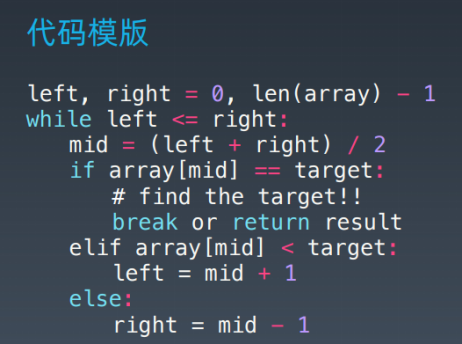 代码模版
left, right = 0, len(array) - 1
while left <= right:
    mid = (left + right) / 2
    if array[mid] == target:
        # find the target!!
        break or return result
    elif array[mid] < target:
        left = mid + 1
    else:
        right = mid - 1